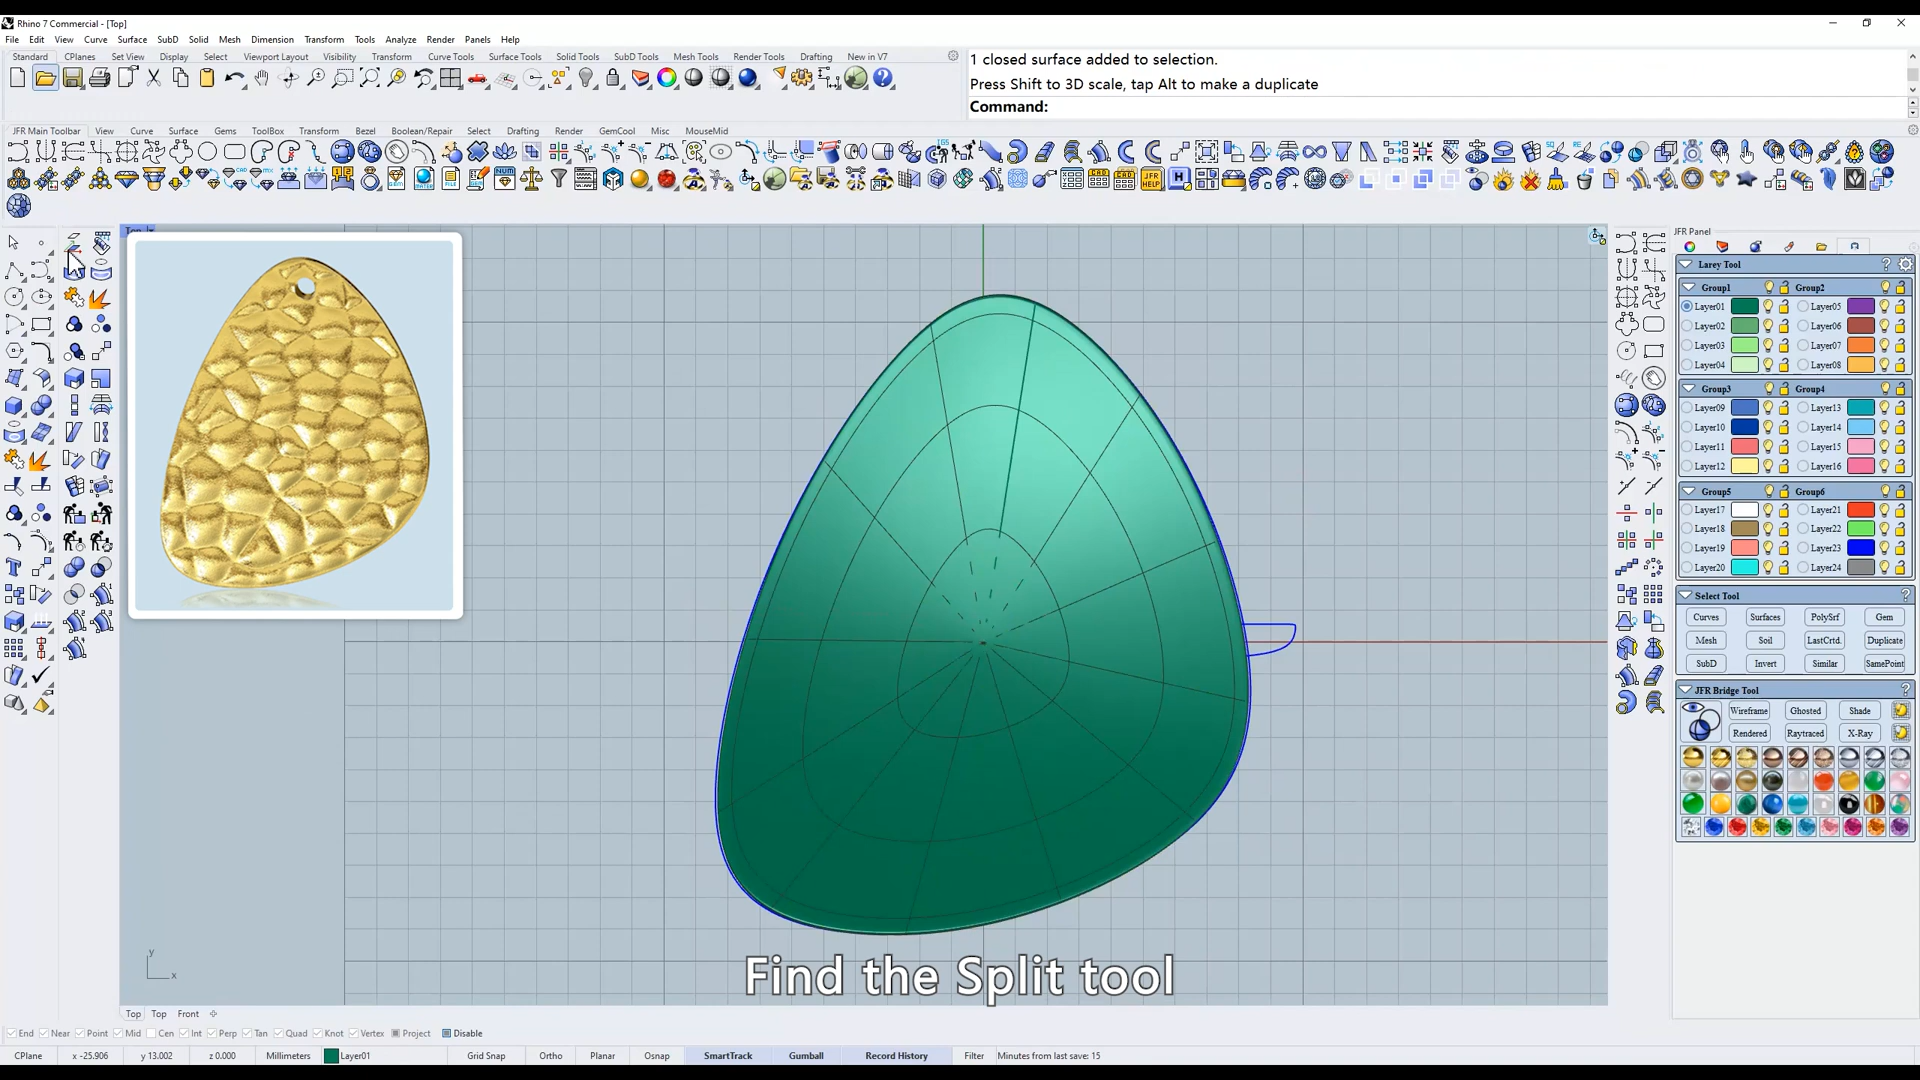 Rhino 7 Commercial - [Top]
File Edit View Curve Surface SubD Solid Mesh Dimension Transform Tools Analyze Render Panels Help
Standard CPlanes Set View Display Select Viewport Layout Visibility Transform Curve Tools Surface Tools Solid Tools SubD Tools Mesh Tools Render Tools Drafting New in V7
1 closed surface added to selection.
Press Shift to 3D scale, tap Alt to make a duplicate
Command:
JFR Main Toolbar View Curve Surface Gems ToolBox Transform Bezel Boolean/Repair Select Drafting Render GemCool Misc MouseMid
Top
JFR Panel
Larey Tool ?
Group1 Group2
Layer01 Layer05
Layer02 Layer06
Layer03 Layer07
Layer04 Layer08
Group3 Group4
Layer09 Layer13
Layer10 Layer14
Layer11 Layer15
Layer12 Layer16
Group5 Group6
Layer17 Layer21
Layer18 Layer22
Layer19 Layer23
Layer20 Layer24
Select Tool ?
Curves Surfaces PolySrf Gem
Mesh Soil LastCrtd. Duplicate
SubD Invert Similar SamePoint
JFR Bridge Tool ?
Wireframe Ghosted Shade
Rendered Raytraced X-Ray
y
x
Find the Split tool
Top Top Front
End Near Point Mid Cen Int Perp Tan Quad Knot Vertex Project Disable
CPlane x -25.906 y 13.002 z 0.000 Millimeters Layer01 Grid Snap Ortho Planar Osnap SmartTrack Gumball Record History Filter Minutes from last save: 15